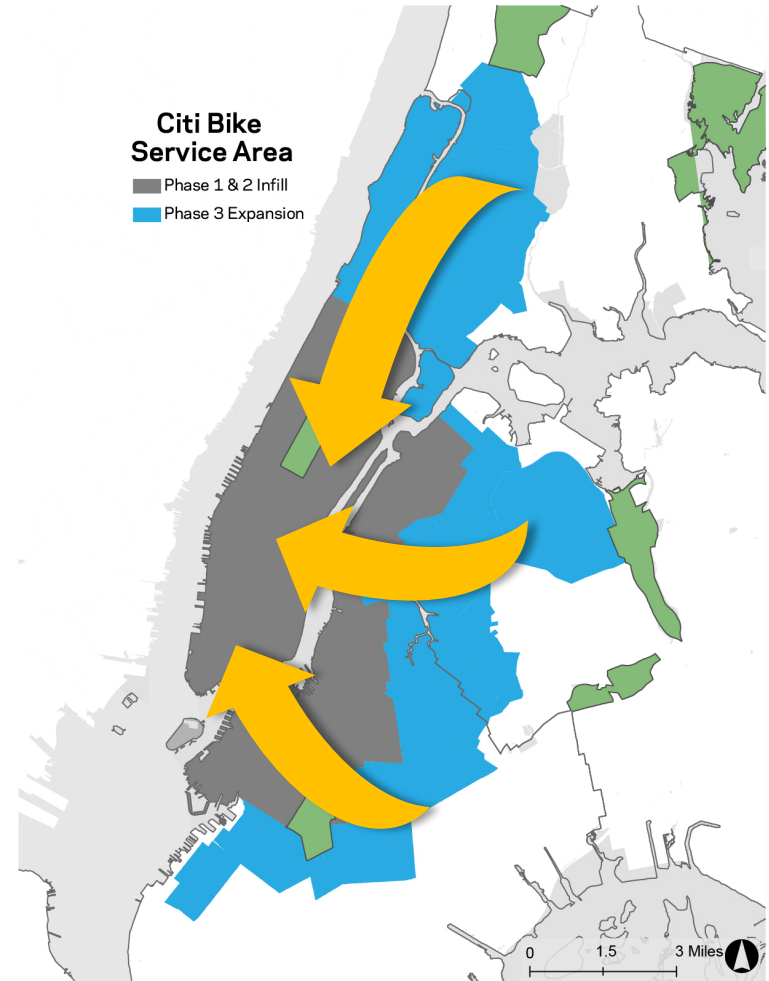 Citi Bike
Service Area
Phase 1 & 2 Infill
Phase 3 Expansion
0 1.5 3 Miles